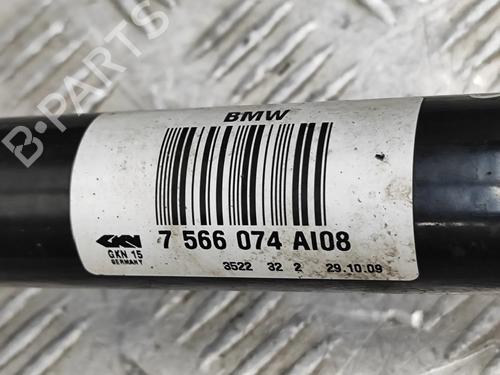 B-PARTS
BMW
7 566 074 AI08
GKN
GKN 15
GERMANY
3522 32 2 29.10.09